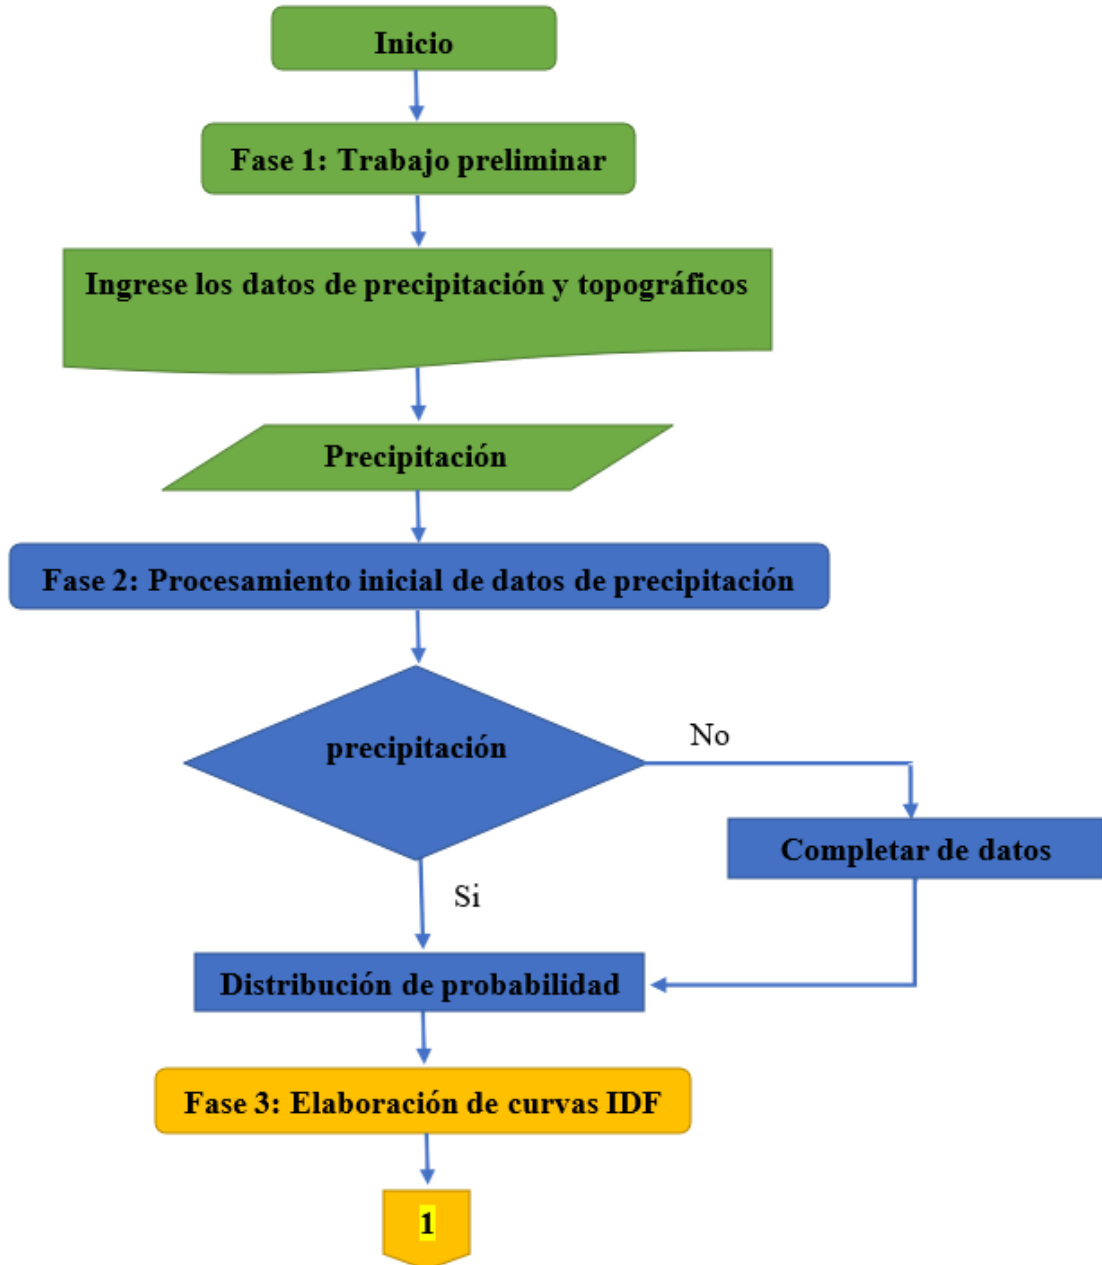 Inicio
Fase 1: Trabajo preliminar
Ingrese los datos de precipitación y topográficos
Precipitación
Fase 2: Procesamiento inicial de datos de precipitación
precipitación
No
Completar de datos
Si
Distribución de probabilidad
Fase 3: Elaboración de curvas IDF
1